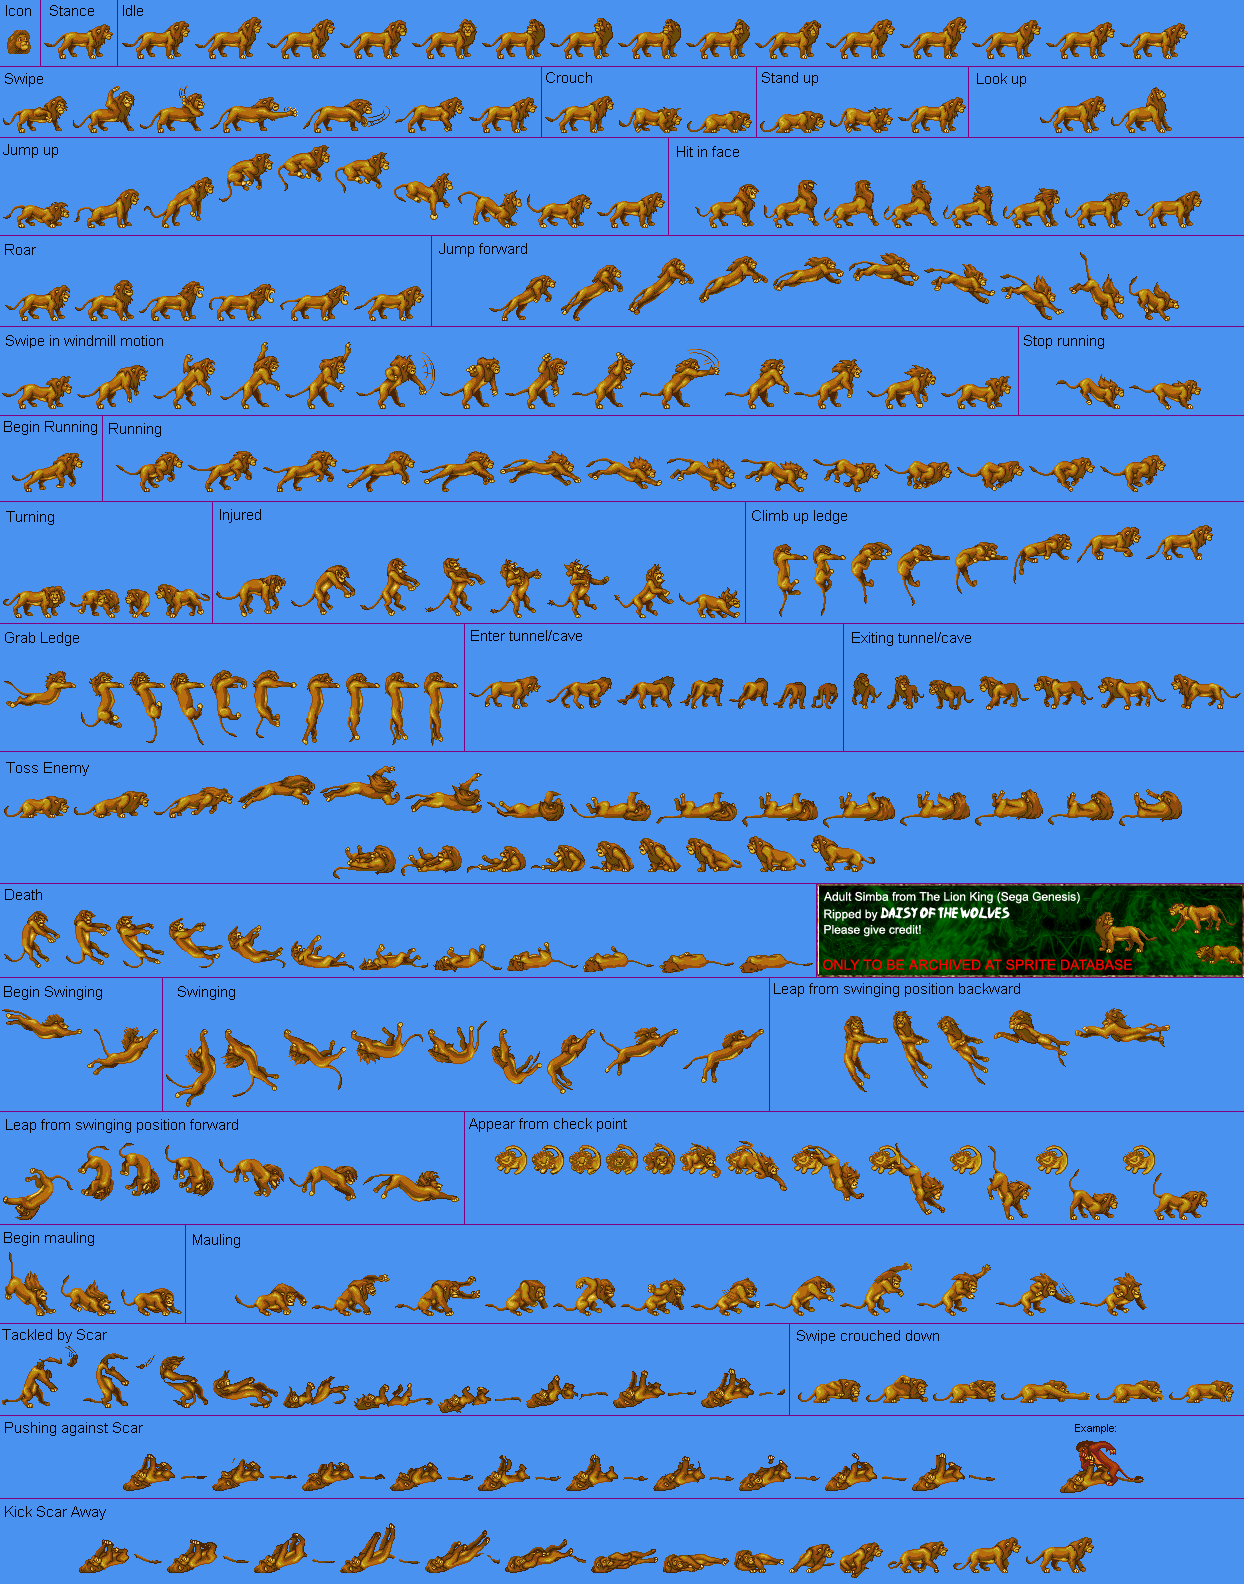 Icon
Stance
Idle
Swipe
Crouch
Stand up
Look up
Jump up
Hit in face
Roar
Jump forward
Swipe in windmill motion
Stop running
Begin Running
Running
Turning
Injured
Climb up ledge
Grab Ledge
Enter tunnel/cave
Exiting tunnel/cave
Toss Enemy
Death
Adult Simba from The Lion King (Sega Genesis)
Ripped by DAISY OF THE WOLVES
Please give credit!
ONLY TO BE ARCHIVED AT SPRITE DATABASE
Begin Swinging
Swinging
Leap from swinging position backward
Leap from swinging position forward
Appear from check point
Begin mauling
Mauling
Tackled by Scar
Swipe crouched down
Pushing against Scar
Example:
Kick Scar Away